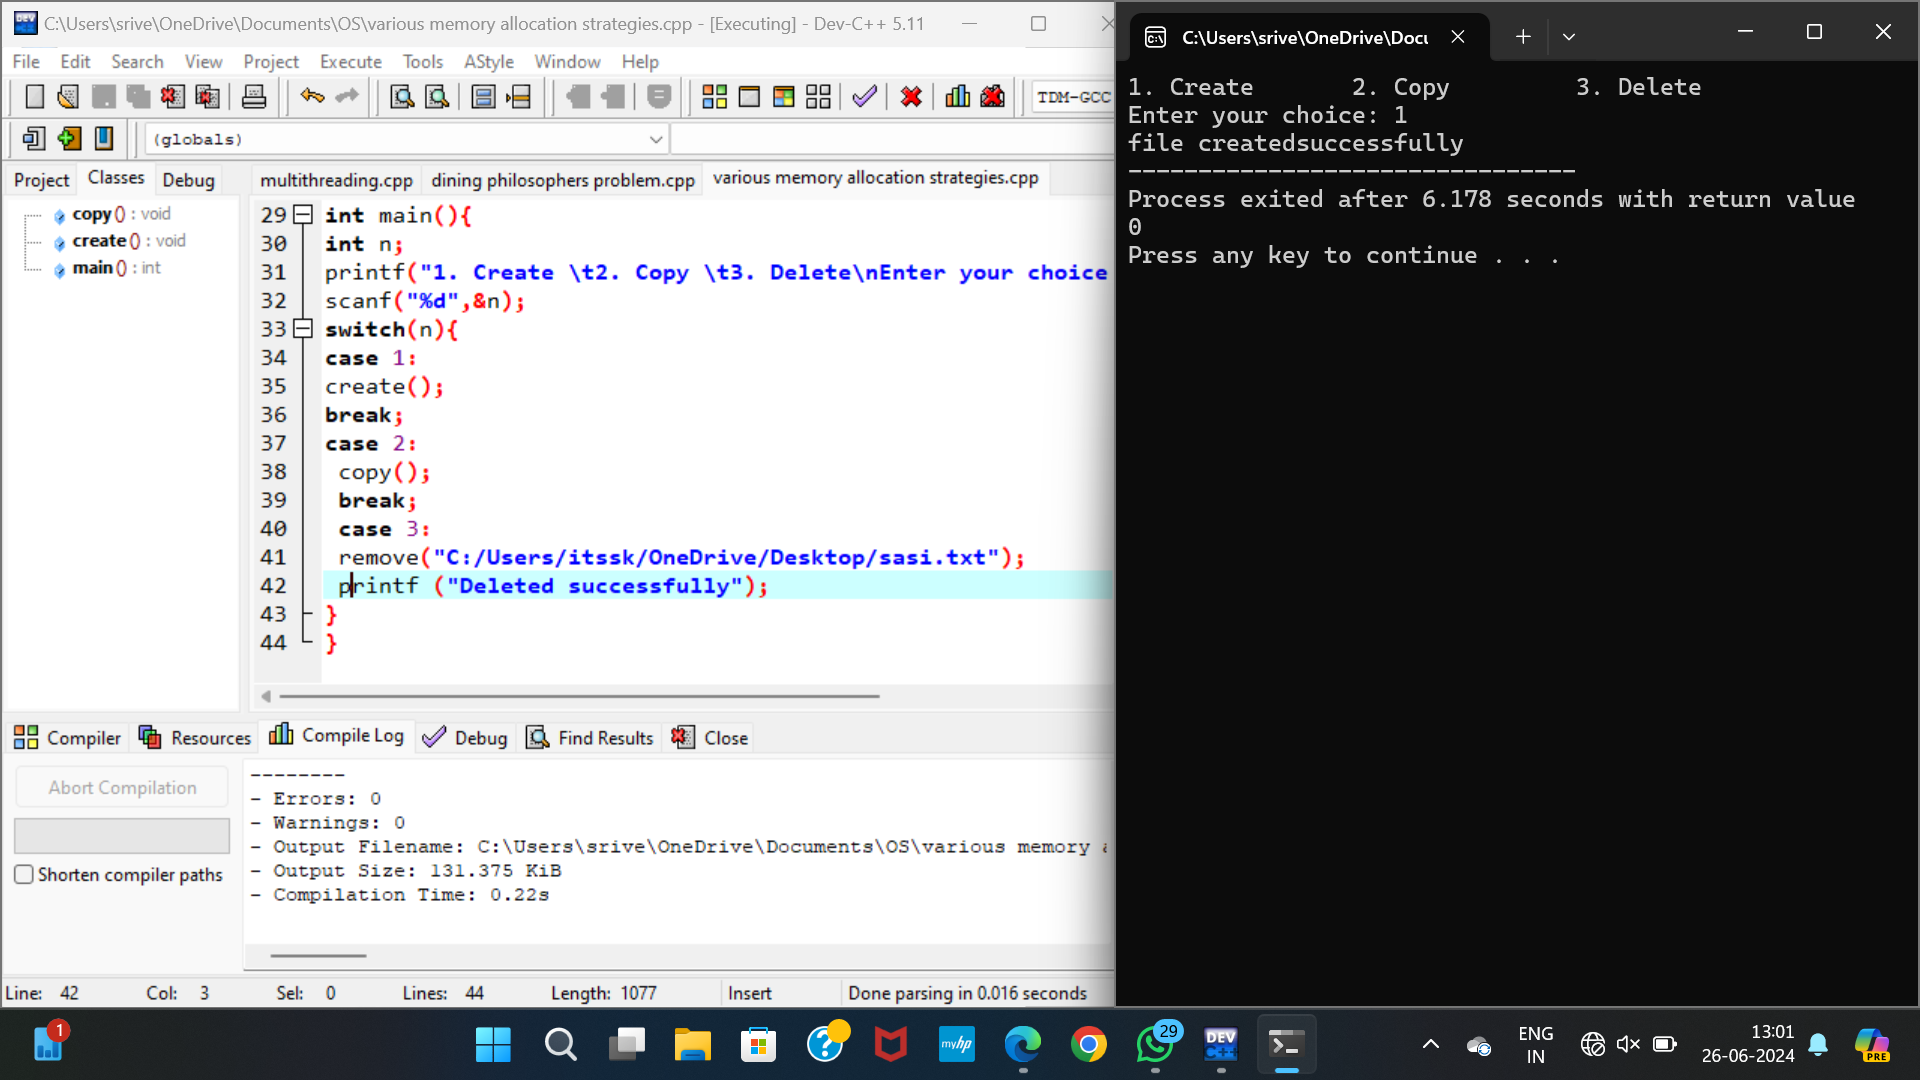 C:\Users\srive\OneDrive\Documents\OS\various memory allocation strategies.cpp - [Executing] - Dev-C++ 5.11
File Edit Search View Project Execute Tools AStyle Window Help
TDM-GCC
(globals)
Project Classes Debug
multithreading.cpp dining philosophers problem.cpp various memory allocation strategies.cpp
copy () : void
create () : void
main () : int
29 int main(){
30 int n;
31 printf("1. Create \t2. Copy \t3. Delete\nEnter your choice
32 scanf("%d",&n);
33 switch(n){
34 case 1:
35 create();
36 break;
37 case 2:
38 copy();
39 break;
40 case 3:
41 remove("C:/Users/itssk/OneDrive/Desktop/sasi.txt");
42 printf ("Deleted successfully");
43 }
44 }
Compiler Resources Compile Log Debug Find Results Close
Abort Compilation
Shorten compiler paths
--------
- Errors: 0
- Warnings: 0
- Output Filename: C:\Users\srive\OneDrive\Documents\OS\various memory
- Output Size: 131.375 KiB
- Compilation Time: 0.22s
Line: 42 Col: 3 Sel: 0 Lines: 44 Length: 1077 Insert Done parsing in 0.016 seconds
C:\Users\srive\OneDrive\Docu
1. Create 2. Copy 3. Delete
Enter your choice: 1
file createdsuccessfully
--------------------------------
Process exited after 6.178 seconds with return value
0
Press any key to continue . . .
1
myhp
29
DEV
C++
ENG
IN
13:01
26-06-2024
PRE